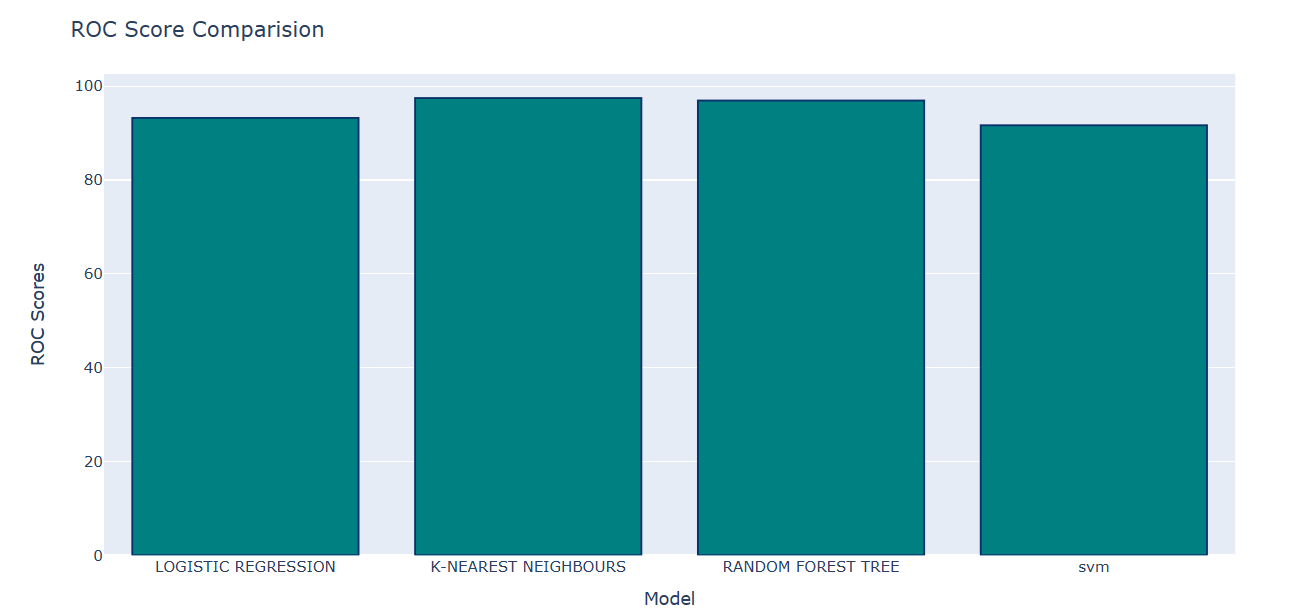 ROC Score Comparision
100
80
60
40
20
0
ROC Scores
LOGISTIC REGRESSION
K-NEAREST NEIGHBOURS
RANDOM FOREST TREE
svm
Model